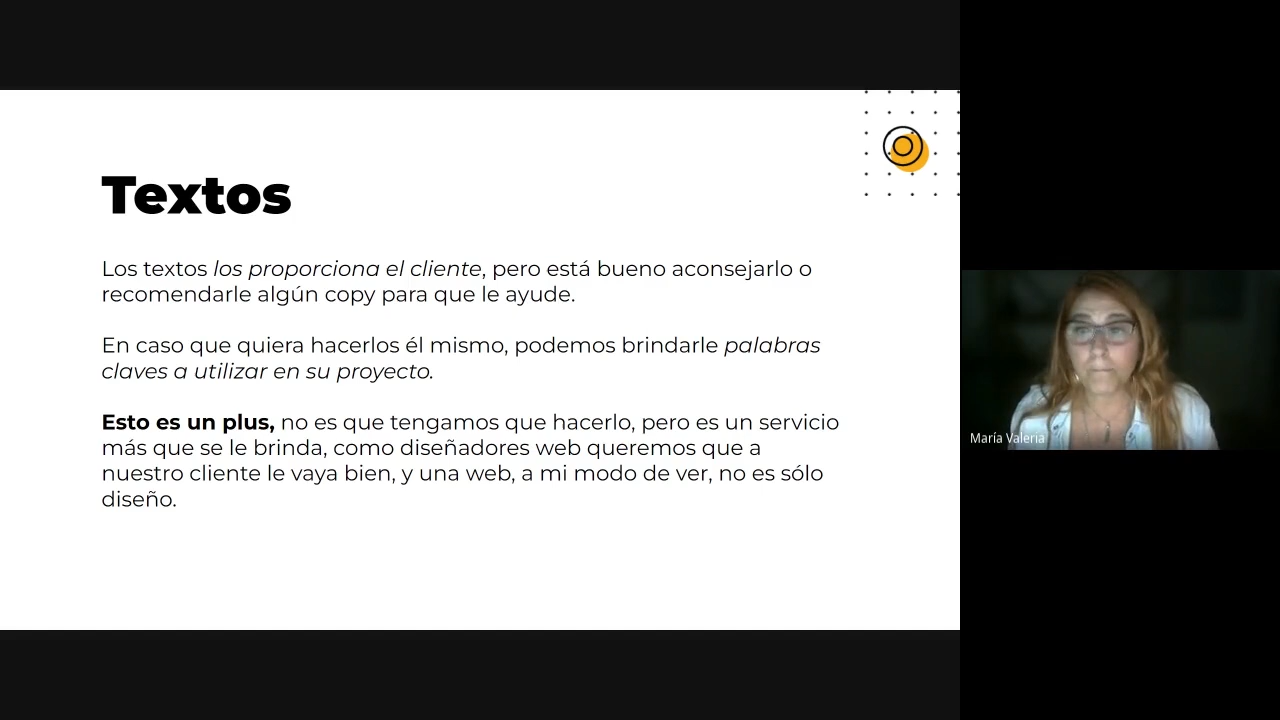 Textos
Los textos los proporciona el cliente, pero está bueno aconsejarlo o
recomendarle algún copy para que le ayude.
En caso que quiera hacerlos él mismo, podemos brindarle palabras
claves a utilizar en su proyecto.
Esto es un plus, no es que tengamos que hacerlo, pero es un servicio
más que se le brinda, como diseñadores web queremos que a
nuestro cliente le vaya bien, y una web, a mi modo de ver, no es sólo
diseño.
María Valeria